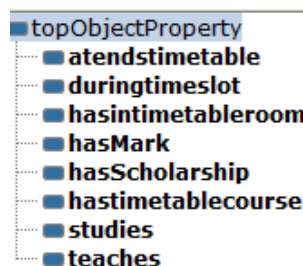 topObjectProperty
atendstimetable
duringtimeslot
hasintimetableroom
hasMark
hasScholarship
hastimetablecourse
studies
teaches